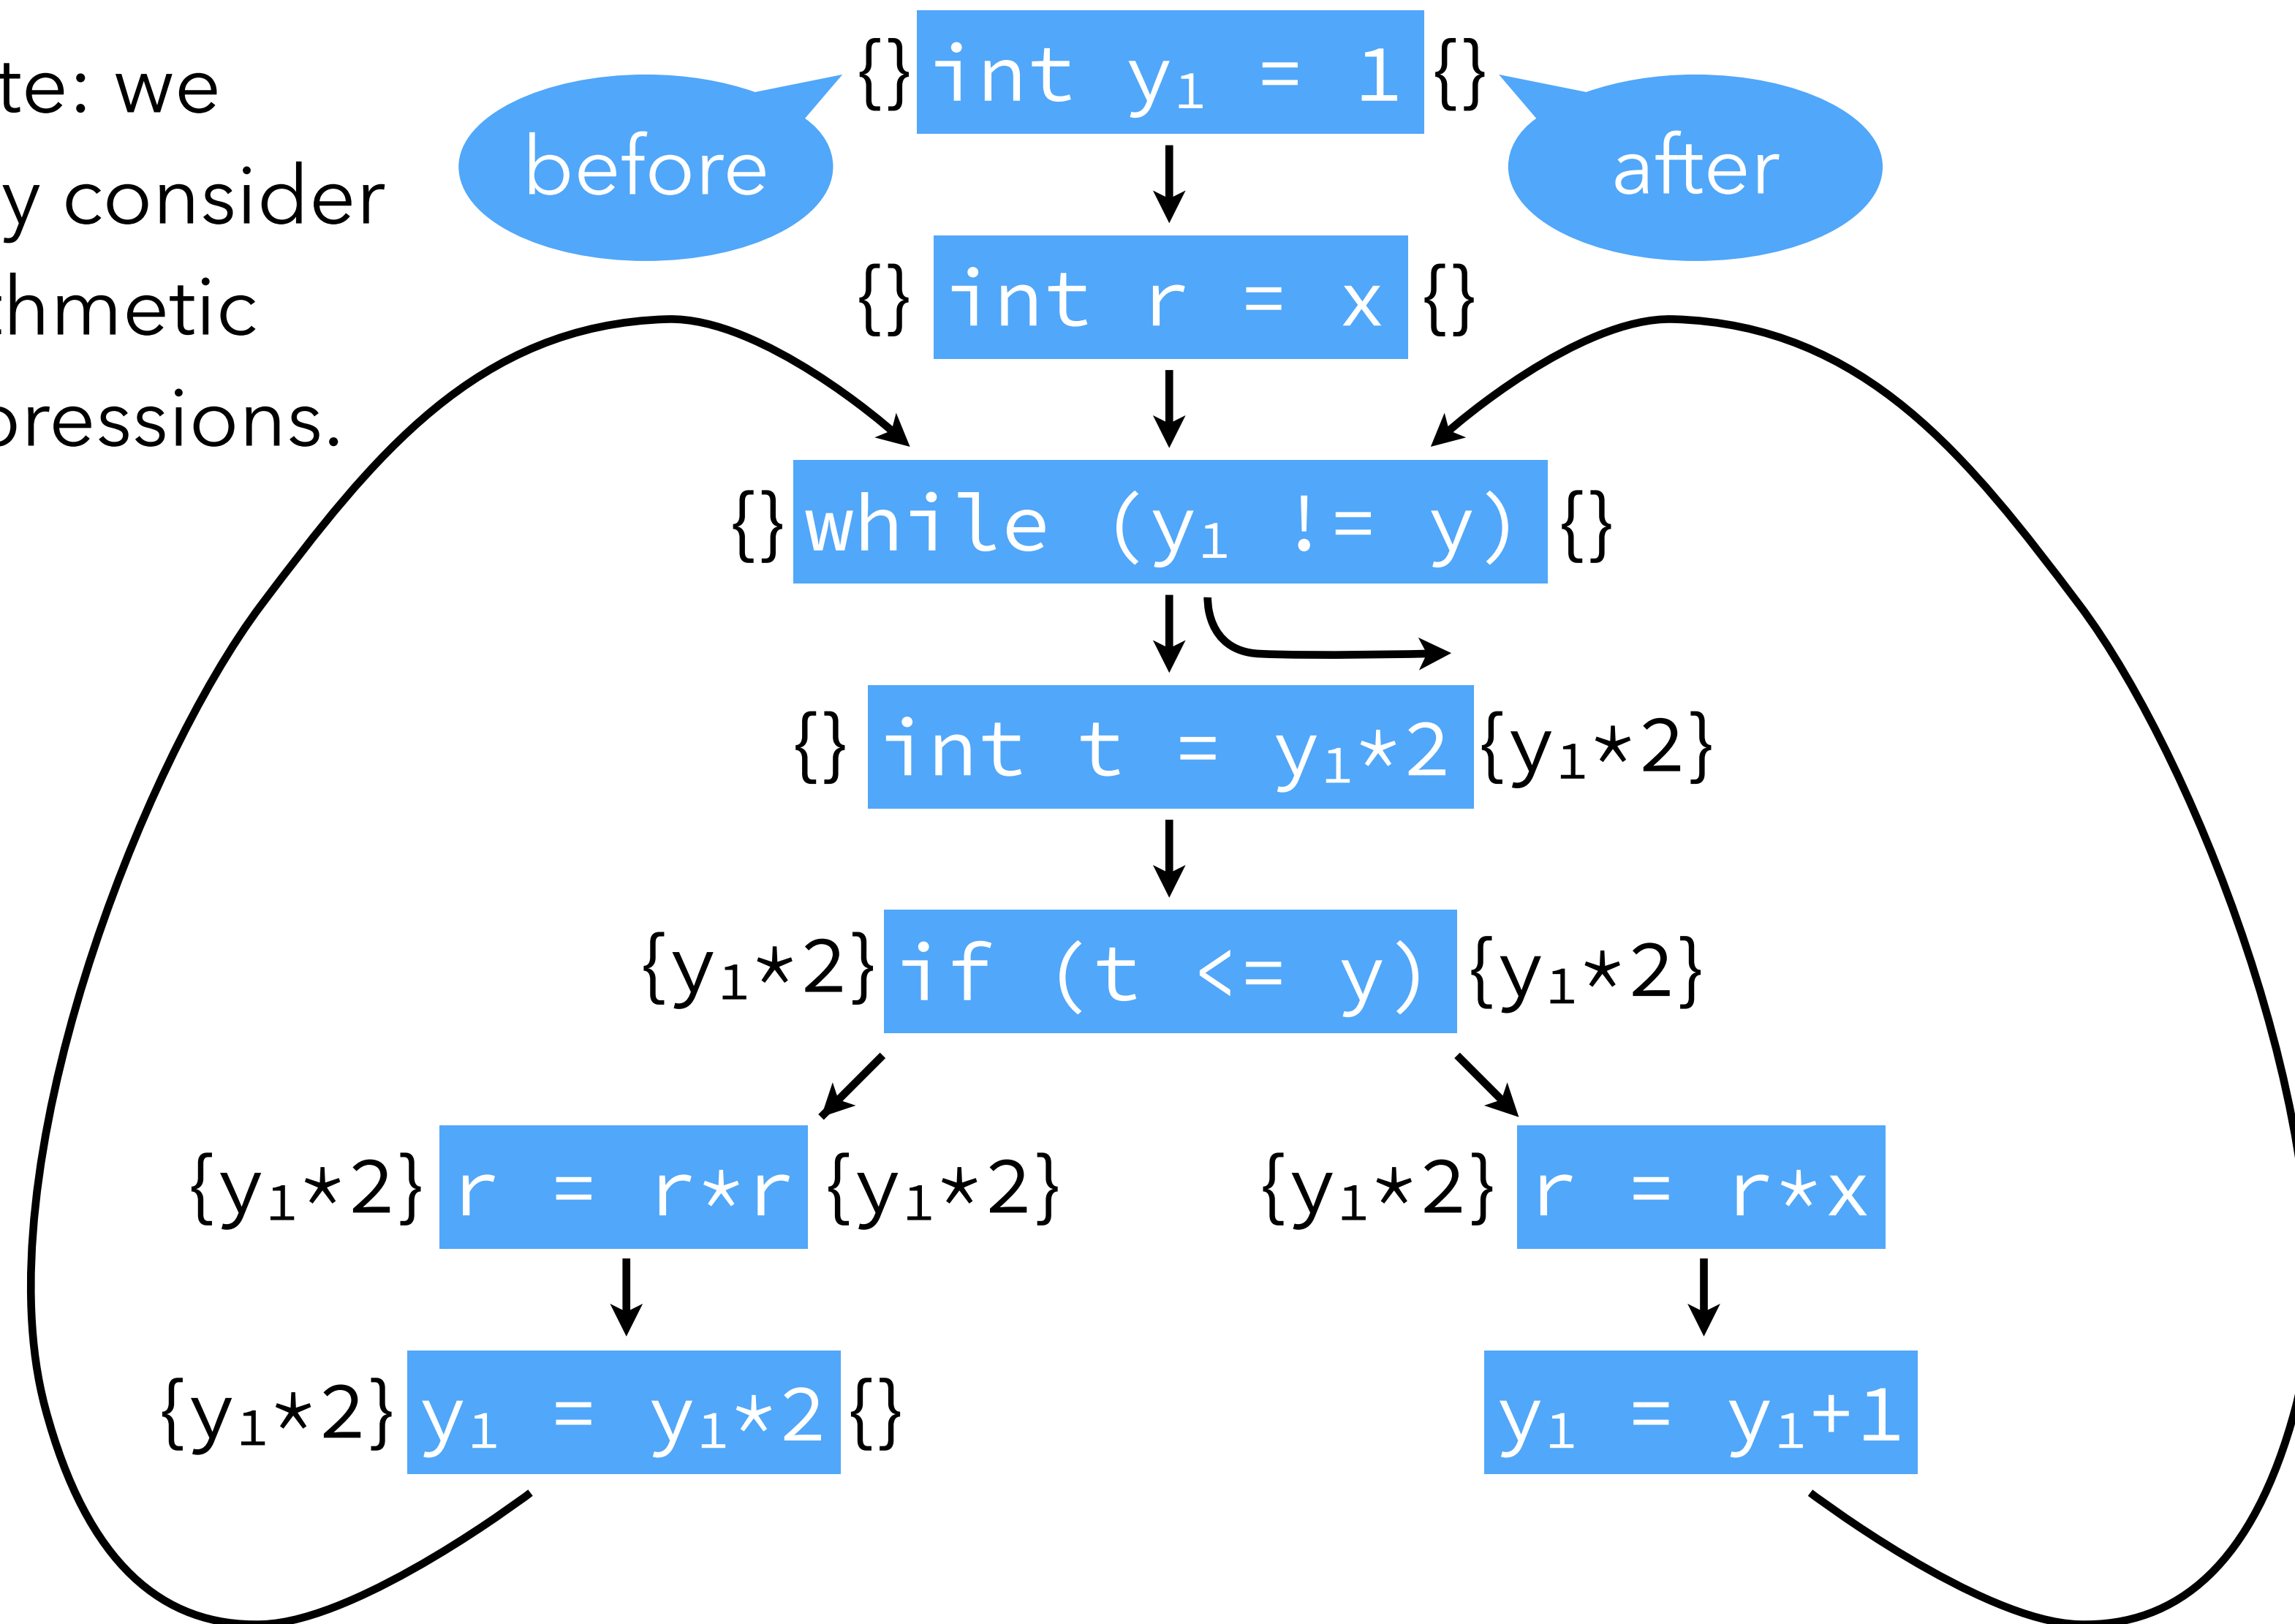 te: we
y consider
hmetic
ressions.
before
after
{} int y₁ = 1 {}
{} int r = x {}
{} while (y₁ != y) {}
{} int t = y₁*2 {y₁*2}
{y₁*2} if (t <= y) {y₁*2}
{y₁*2} r = r*r {y₁*2}
{y₁*2} r = r*x
{y₁*2} y₁ = y₁*2 {}
y₁ = y₁+1